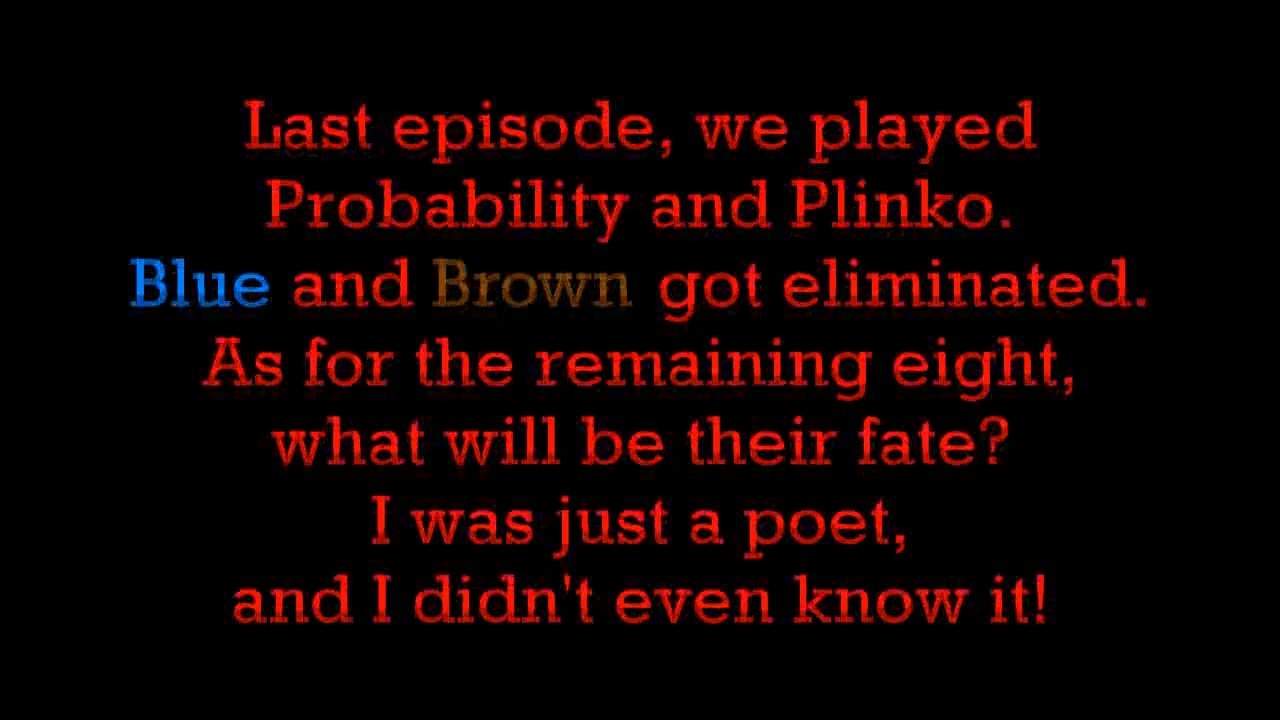 Last episode, we played
Probability and Plinko.
Blue and Brown got eliminated.
As for the remaining eight,
what will be their fate?
I was just a poet,
and I didn't even know it!